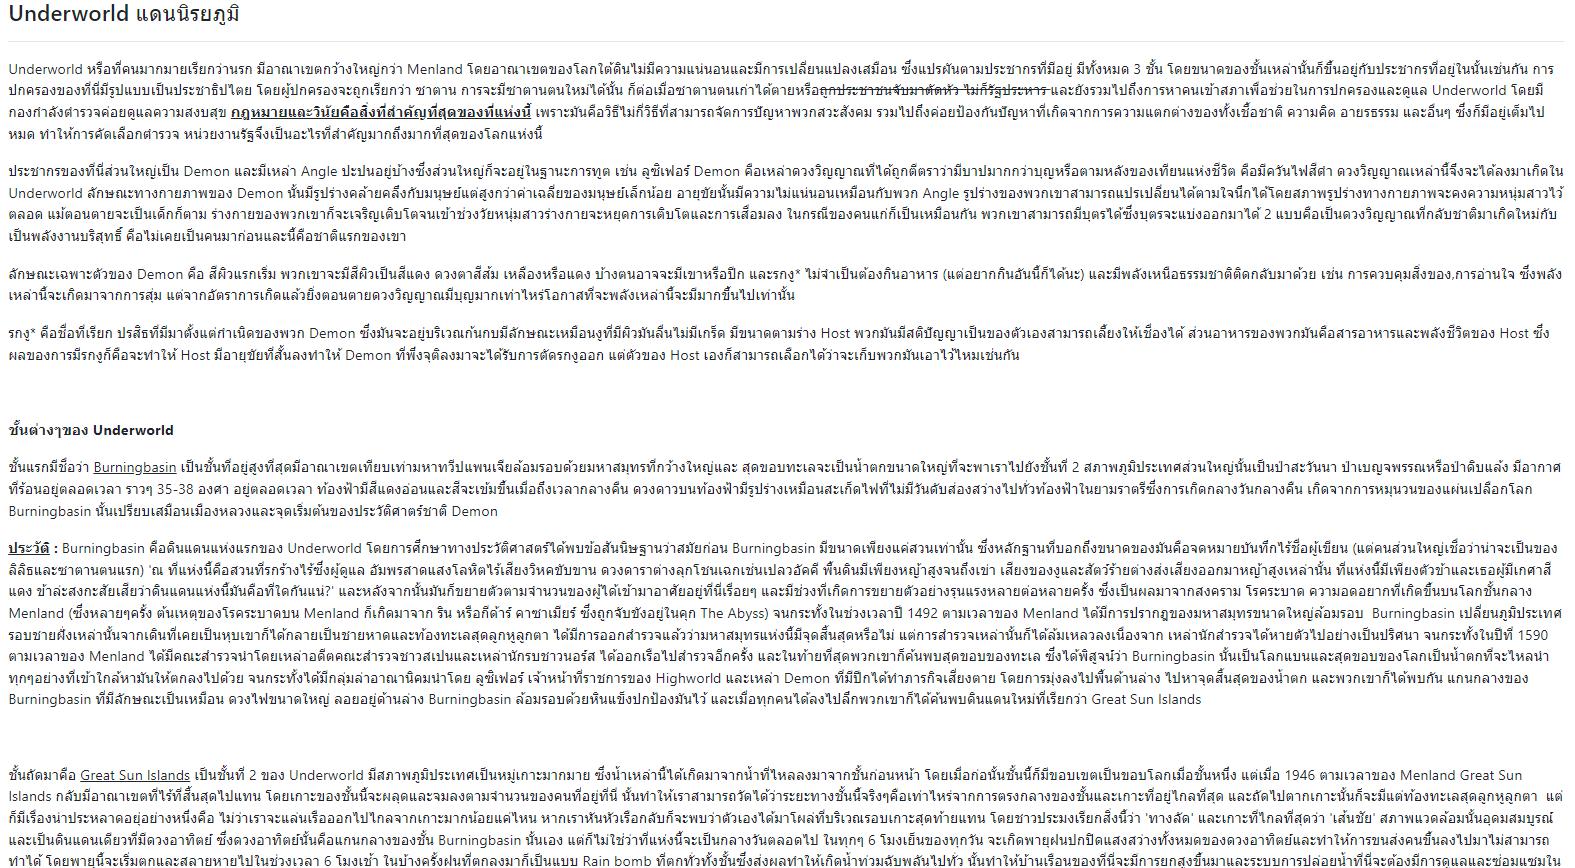 Underworld แดนนิรยภูมิ
Underworld หรือที่คนมากมายเรียกว่านรก มีอาณาเขตกว้างใหญ่กว่า Menland โดยอาณาเขตของโลกใต้ดินไม่มีความแน่นอนและมีการเปลี่ยนแปลงเสมือน ซึ่งแปรผันตามประชากรที่มีอยู่ มีทั้งหมด 3 ชั้น โดยขนาดของชั้นเหล่านั้นก็ขึ้นอยู่กับประชากรที่อยู่ในนั้นเช่นกัน การ
ปกครองของที่นี่มีรูปแบบเป็นประชาธิปไตย โดยผู้ปกครองจะถูกเรียกว่า ซาตาน การจะมีซาตานตนใหม่ได้นั้น ก็ต่อเมื่อซาตานตนเก่าได้ตายหรือถูกประชาชนจับมาตัดหัว ไม่ก็รัฐประหาร และยังรวมไปถึงการหาคนเข้าสภาเพื่อช่วยในการปกครองและดูแล Underworld โดยมี
กองกำลังตำรวจค่อยดูแลความสงบสุข กฎหมายและวินัยคือสิ่งที่สำคัญที่สุดของที่แห่งนี้ เพราะมันคือวิธีไม่กี่วิธีที่สามารถจัดการปัญหาพวกสวะสังคม รวมไปถึงค่อยป้องกันปัญหาที่เกิดจากการความแตกต่างของทั้งเชื้อชาติ ความคิด อายรธรรม และอื่นๆ ซึ่งก็มีอยู่เต็มไป
หมด ทำให้การคัดเลือกตำรวจ หน่วยงานรัฐจึงเป็นอะไรที่สำคัญมากถึงมากที่สุดของโลกแห่งนี้
ประชากรของที่นี่ส่วนใหญ่เป็น Demon และมีเหล่า Angle ปะปนอยู่บ้างซึ่งส่วนใหญ่ก็จะอยู่ในฐานะการทูต เช่น ลูซิเฟอร์ Demon คือเหล่าดวงวิญญาณที่ได้ถูกตีตราว่ามีบาปมากกว่าบุญหรือตามหลังของเทียนแห่งชีวิต คือมีควันไฟสีดำ ดวงวิญญาณเหล่านี้จึงจะได้ลงมาเกิดใน
Underworld ลักษณะทางกายภาพของ Demon นั้นมีรูปร่างคล้ายคลึงกับมนุษย์แต่สูงกว่าค่าเฉลี่ยของมนุษย์เล็กน้อย อายุขัยนั้นมีความไม่แน่นอนเหมือนกับพวก Angle รูปร่างของพวกเขาสามารถแปรเปลี่ยนได้ตามใจนึกได้โดยสภาพรูปร่างทางกายภาพจะคงความหนุ่มสาวไว้
ตลอด แม้ตอนตายจะเป็นเด็กก็ตาม ร่างกายของพวกเขาก็จะเจริญเติบโตจนเข้าช่วงวัยหนุ่มสาวร่างกายจะหยุดการเติบโตและการเสื่อมลง ในกรณีของคนแก่ก็เป็นเหมือนกัน พวกเขาสามารถมีบุตรได้ซึ่งบุตรจะแบ่งออกมาได้ 2 แบบคือเป็นดวงวิญญาณที่กลับชาติมาเกิดใหม่กับ
เป็นพลังงานบริสุทธิ์ คือไม่เคยเป็นคนมาก่อนและนี้คือชาติแรกของเขา
ลักษณะเฉพาะตัวของ Demon คือ สีผิวแรกเริ่ม พวกเขาจะมีสีผิวเป็นสีแดง ดวงตาสีส้ม เหลืองหรือแดง บ้างตนอาจจะมีเขาหรือปีก และรกงู* ไม่จำเป็นต้องกินอาหาร (แต่อยากกินอันนี้ก็ได้นะ) และมีพลังเหนือธรรมชาติติดกลับมาด้วย เช่น การควบคุมสิ่งของ,การอ่านใจ ซึ่งพลัง
เหล่านี้จะเกิดมาจากการสุ่ม แต่จากอัตราการเกิดแล้วยิ่งตอนตายดวงวิญญาณมีบุญมากเท่าไหร่โอกาสที่จะพลังเหล่านี้จะมีมากขึ้นไปเท่านั้น
รกงู* คือชื่อที่เรียก ปรสิธที่มีมาตั้งแต่กำเนิดของพวก Demon ซึ่งมันจะอยู่บริเวณก้นกบมีลักษณะเหมือนงูที่มีผิวมันลื่นไม่มีเกร็ด มีขนาดตามร่าง Host พวกมันมีสติปัญญาเป็นของตัวเองสามารถเลี้ยงให้เชื่องได้ ส่วนอาหารของพวกมันคือสารอาหารและพลังชีวิตของ Host ซึ่ง
ผลของการมีรกงูก็คือจะทำให้ Host มีอายุขัยที่สั้นลงทำให้ Demon ที่พึ่งจุติลงมาจะได้รับการตัดรกงูออก แต่ตัวของ Host เองก็สามารถเลือกได้ว่าจะเก็บพวกมันเอาไว้ไหมเช่นกัน
ชั้นต่างๆของ Underworld
ชั้นแรกมีชื่อว่า Burningbasin เป็นชั้นที่อยู่สูงที่สุดมีอาณาเขตเทียบเท่ามหาทวีปแพนเจียล้อมรอบด้วยมหาสมุทรที่กว้างใหญ่และ สุดขอบทะเลจะเป็นน้ำตกขนาดใหญ่ที่จะพาเราไปยังชั้นที่ 2 สภาพภูมิประเทศส่วนใหญ่นั้นเป็นป่าสะวันนา ป่าเบญจพรรณหรือป่าดิบแล้ง มีอากาศ
ที่ร้อนอยู่ตลอดเวลา ราวๆ 35-38 องศา อยู่ตลอดเวลา ท้องฟ้ามีสีแดงอ่อนและสีจะเข้มขึ้นเมื่อถึงเวลากลางคืน ดวงดาวบนท้องฟ้ามีรูปร่างเหมือนสะเก็ดไฟที่ไม่มีวันดับส่องสว่างไปทั่วท้องฟ้าในยามราตรีซึ่งการเกิดกลางวันกลางคืน เกิดจากการหมุนวนของแผ่นเปลือกโลก
Burningbasin นั้นเปรียบเสมือนเมืองหลวงและจุดเริ่มต้นของประวัติศาตร์ชาติ Demon
ประวัติ : Burningbasin คือดินแดนแห่งแรกของ Underworld โดยการศึกษาทางประวัติศาสตร์ได้พบข้อสันนิษฐานว่าสมัยก่อน Burningbasin มีขนาดเพียงแค่สวนเท่านั้น ซึ่งหลักฐานที่บอกถึงขนาดของมันคือจดหมายบันทึกไร้ชื่อผู้เขียน (แต่คนส่วนใหญ่เชื่อว่าน่าจะเป็นของ
ลิลิธและซาตานตนแรก) 'ณ ที่แห่งนี้คือสวนที่รกร้างไร้ซึ่งผู้ดูแล อัมพรสาดแสงโลหิตไร้เสียงวิหคขับขาน ดวงดาราต่างลุกโชนเฉกเช่นเปลวอัคคี พื้นดินมีเพียงหญ้าสูงจนถึงเข่า เสียงของงูและสัตว์ร้ายต่างส่งเสียงออกมาหญ้าสูงเหล่านั้น ที่แห่งนี้มีเพียงตัวข้าและเธอผู้มีเกศาสี
แดง ข้าล่ะสงกะสัยเสียว่าดินแดนแห่งนี้มันคือที่ใดกันแน่?' และหลังจากนั้นมันก็ขยายตัวตามจำนวนของผู้ได้เข้ามาอาศัยอยู่ที่นี่เรื่อยๆ และมีช่วงที่เกิดการขยายตัวอย่างรุนแรงหลายต่อหลายครั้ง ซึ่งเป็นผลมาจากสงคราม โรคระบาด ความอดอยากที่เกิดขึ้นบนโลกชั้นกลาง
Menland (ซึ่งหลายๆครั้ง ต้นเหตุของโรคระบาดบน Menland ก็เกิดมาจาก ริน หรือกีด้าร์ คาซาเมียร์ ซึ่งถูกจับขังอยู่ในคุก The Abyss) จนกระทั้งในช่วงเวลาปี 1492 ตามเวลาของ Menland ได้มีการปรากฎของมหาสมุทรขนาดใหญ่ล้อมรอบ Burningbasin เปลี่ยนภูมิประเทศ
รอบชายฝั่งเหล่านั้นจากเดินที่เคยเป็นหุบเขาก็ได้กลายเป็นชายหาดและท้องทะเลสุดลูกหูลูกตา ได้มีการออกสำรวจแล้วว่ามหาสมุทรแห่งนี้มีจุดสิ้นสุดหรือไม่ แต่การสำรวจเหล่านั้นก็ได้ล้มเหลวลงเนื่องจาก เหล่านักสำรวจได้หายตัวไปอย่างเป็นปริศนา จนกระทั้งในปีที่ 1590
ตามเวลาของ Menland ได้มีคณะสำรวจนำโดยเหล่าอดีตคณะสำรวจชาวสเปนและเหล่านักรบชาวนอร์ส ได้ออกเรือไปสำรวจอีกครั้ง และในท้ายที่สุดพวกเขาก็ค้นพบสุดขอบของทะเล ซึ่งได้พิสูจน์ว่า Burningbasin นั้นเป็นโลกแบนและสุดขอบของโลกเป็นน้ำตกที่จะไหลนำ
ทุกๆอย่างที่เข้าใกล้หามันให้ตกลงไปด้วย จนกระทั้งได้มีกลุ่มล่าอาณานิคมนำโดย ลูซิเฟอร์ เจ้าหน้าที่ราชการของ Highworld และเหล่า Demon ที่มีปีกได้ทำภารกิจเสี่ยงตาย โดยการมุ่งลงไปพื้นด้านล่าง ไปหาจุดสิ้นสุดของน้ำตก และพวกเขาก็ได้พบกัน แกนกลางของ
Burningbasin ที่มีลักษณะเป็นเหมือน ดวงไฟขนาดใหญ่ ลอยอยู่ด้านล่าง Burningbasin ล้อมรอบด้วยหินแข็งปกป้องมันไว้ และเมื่อทุกคนได้ลงไปลึกพวกเขาก็ได้ค้นพบดินแดนใหม่ที่เรียกว่า Great Sun Islands
ชั้นถัดมาคือ Great Sun Islands เป็นชั้นที่ 2 ของ Underworld มีสภาพภูมิประเทศเป็นหมู่เกาะมากมาย ซึ่งน้ำเหล่านี้ได้เกิดมาจากน้ำที่ไหลลงมาจากชั้นก่อนหน้า โดยเมื่อก่อนนั้นชั้นนี้ก็มีขอบเขตเป็นขอบโลกเมื่อชั้นหนึ่ง แต่เมื่อ 1946 ตามเวลาของ Menland Great Sun
Islands กลับมีอาณาเขตที่ไร้ที่สิ้นสุดไปแทน โดยเกาะของชั้นนี้จะผลุดและจมลงตามจำนวนของคนที่อยู่ที่นี่ นั้นทำให้เราสามารถวัดได้ว่าระยะทางชั้นนี้จริงๆคือเท่าไหร่จากการตรงกลางของชั้นและเกาะที่อยู่ไกลที่สุด และถัดไปตากเกาะนั้นก็จะมีแต่ท้องทะเลสุดลูกหูลูกตา แต่
ก็มีเรื่องน่าประหลาดอยู่อย่างหนึ่งคือ ไม่ว่าเราจะแล่นเรือออกไปไกลจากเกาะมากน้อยแค่ไหน หากเราหันหัวเรือกลับก็จะพบว่าตัวเองได้มาโผล่ที่บริเวณรอบเกาะสุดท้ายแทน โดยชาวประมงเรียกสิ่งนี้ว่า 'ทางลัด' และเกาะที่ไกลที่สุดว่า 'เส้นชัย' สภาพแวดล้อมนั้นอุดมสมบูรณ์
และเป็นดินแดนเดียวที่มีดวงอาทิตย์ ซึ่งดวงอาทิตย์นั้นคือแกนกลางของชั้น Burningbasin นั้นเอง แต่ก็ไม่ใช่ว่าที่แห่งนี้จะเป็นกลางวันตลอดไป ในทุกๆ 6 โมงเย็นของทุกวัน จะเกิดพายุฝนปกปิดแสงสว่างทั้งหมดของดวงอาทิตย์และทำให้การขนส่งคนขึ้นลงไปมาไม่สามารถ
ทำได้ โดยพายุนี้จะเริ่มตกและสลายหายไปในช่วงเวลา 6 โมงเช้า ในบ้างครั้งฝนที่ตกลงมาก็เป็นแบบ Rain bomb ที่ตกทั่วทั้งชั้นซึ่งส่งผลทำให้เกิดน้ำท่วมฉับพลันไปทั่ว นั้นทำให้บ้านเรือนของที่นี่จะมีการยกสูงขึ้นมาและระบบการปล่อยน้ำที่นี่จะต้องมีการดูแลและซ่อมแซมใน